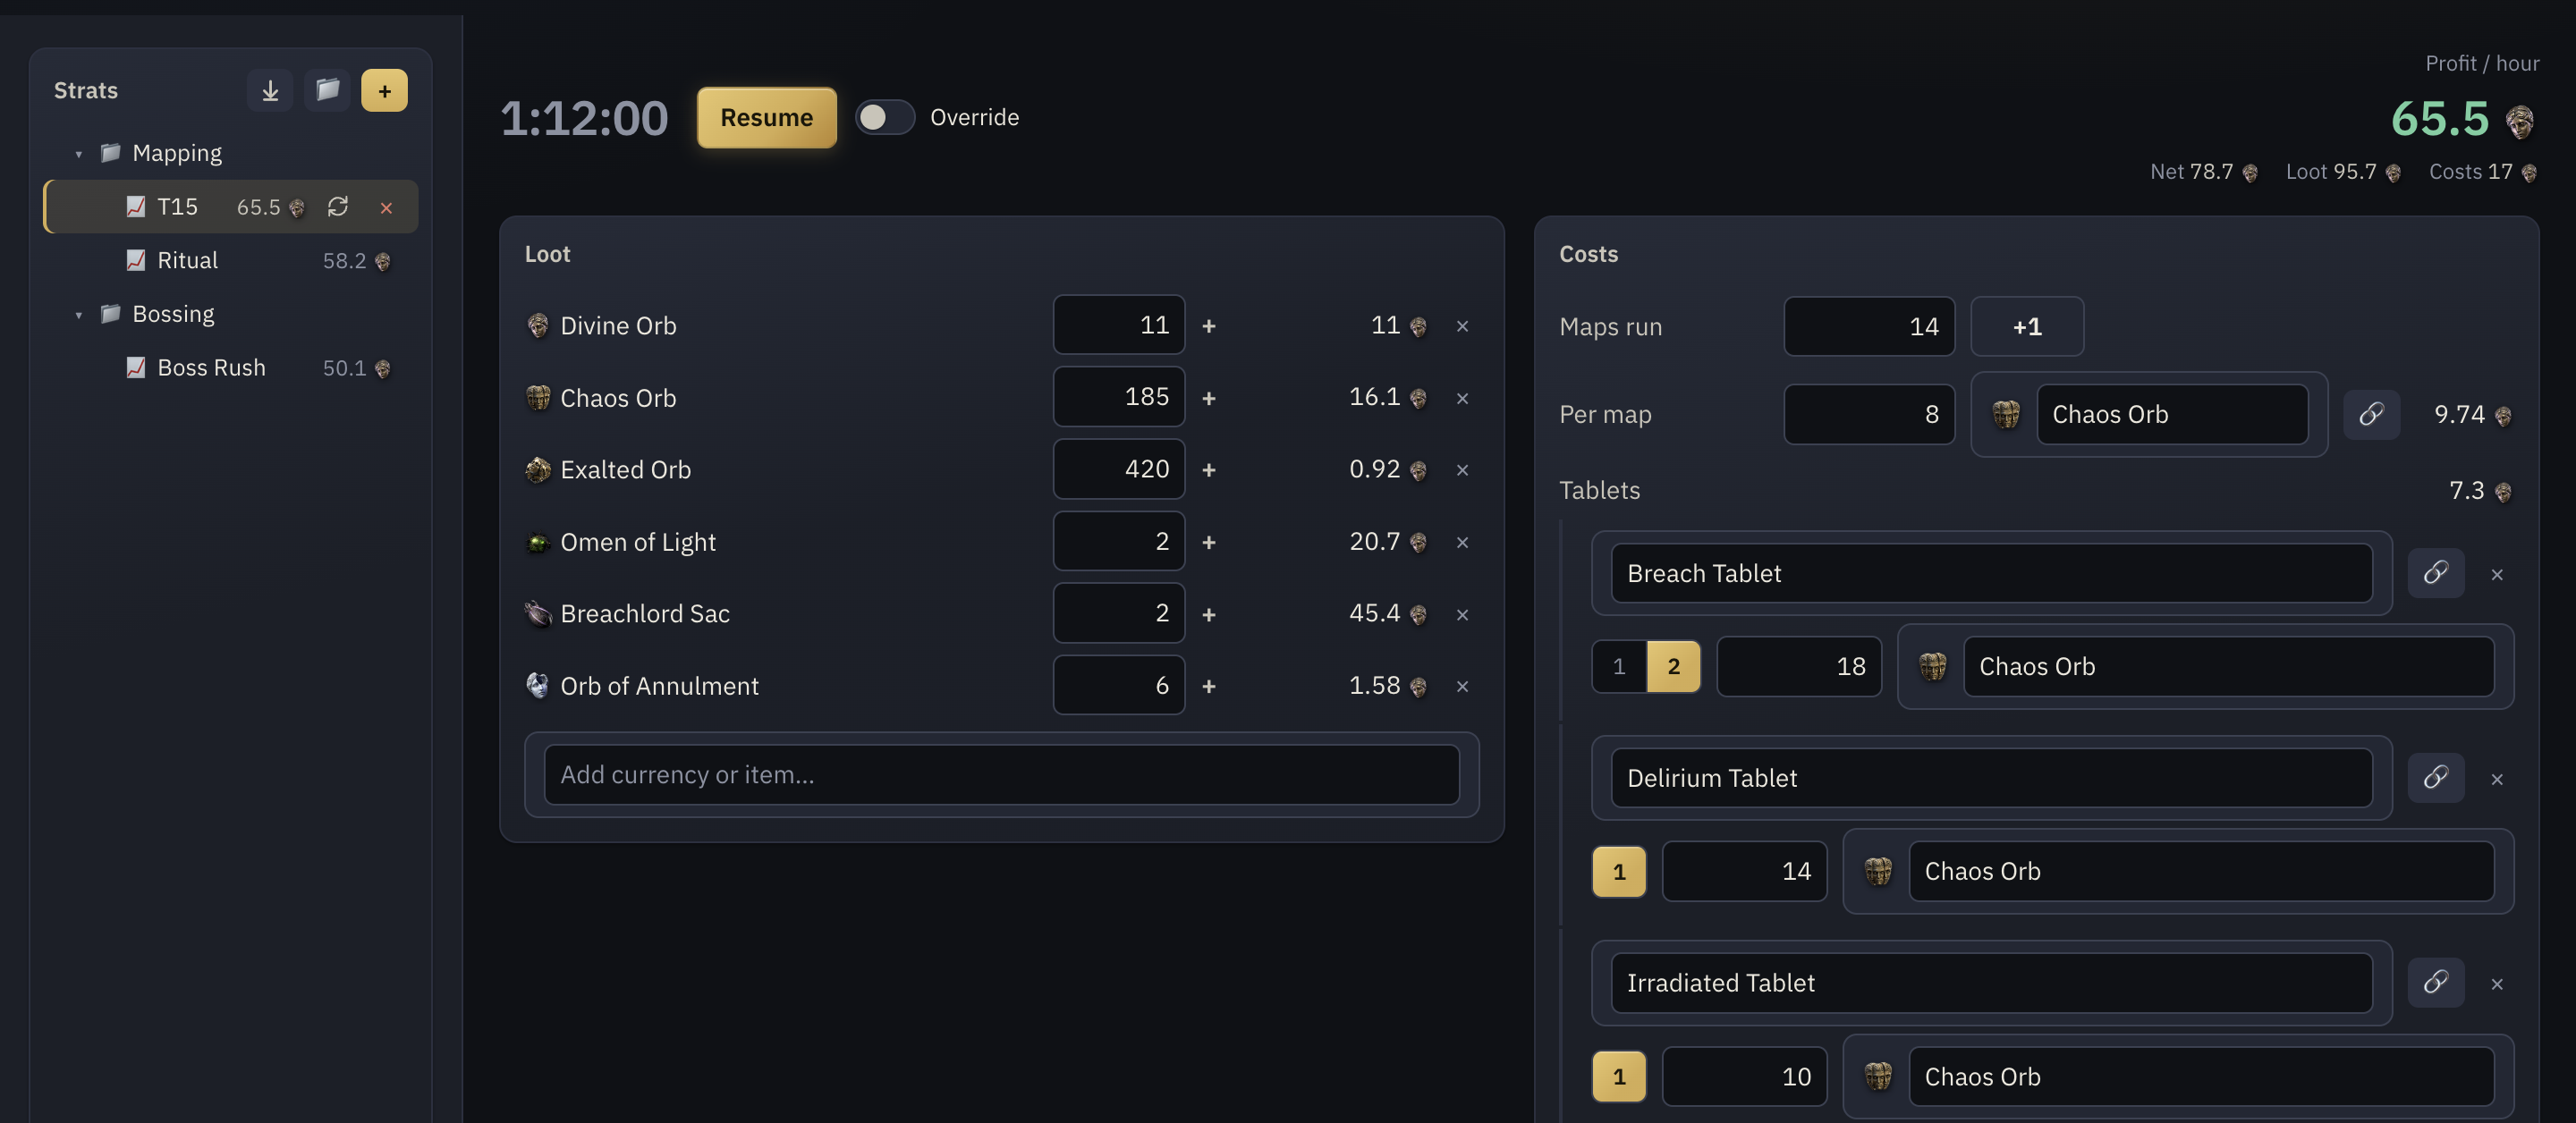 Strats
+
Mapping
T15 65.5 ×
Ritual 58.2
Bossing
Boss Rush 50.1
1:12:00 Resume Override
Profit / hour
65.5
Net 78.7 Loot 95.7 Costs 17
Loot
Divine Orb 11 + 11 ×
Chaos Orb 185 + 16.1 ×
Exalted Orb 420 + 0.92 ×
Omen of Light 2 + 20.7 ×
Breachlord Sac 2 + 45.4 ×
Orb of Annulment 6 + 1.58 ×
Add currency or item...
Costs
Maps run 14 +1
Per map 8 Chaos Orb 9.74
Tablets 7.3
Breach Tablet ×
1 2 18 Chaos Orb
Delirium Tablet ×
1 14 Chaos Orb
Irradiated Tablet ×
1 10 Chaos Orb